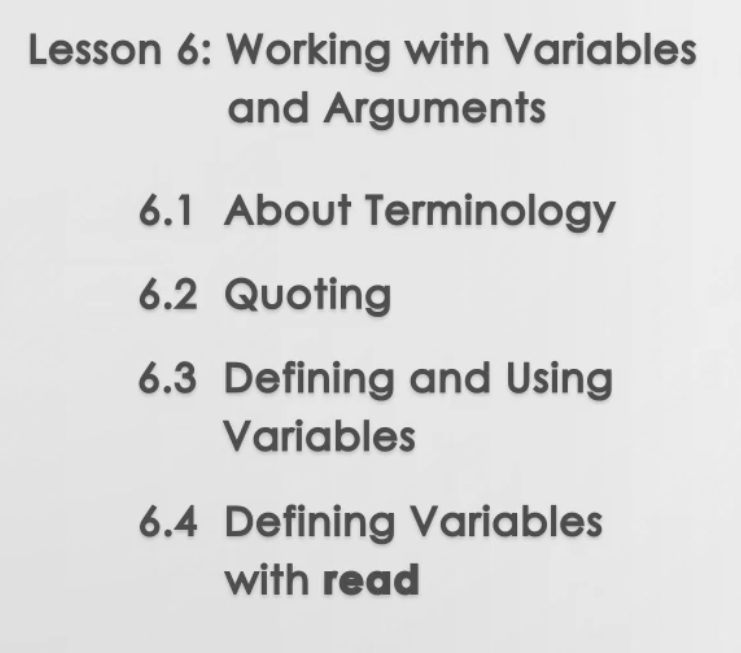 Lesson 6: Working with Variables
and Arguments
6.1 About Terminology
6.2 Quoting
6.3 Defining and Using
Variables
6.4 Defining Variables
with read